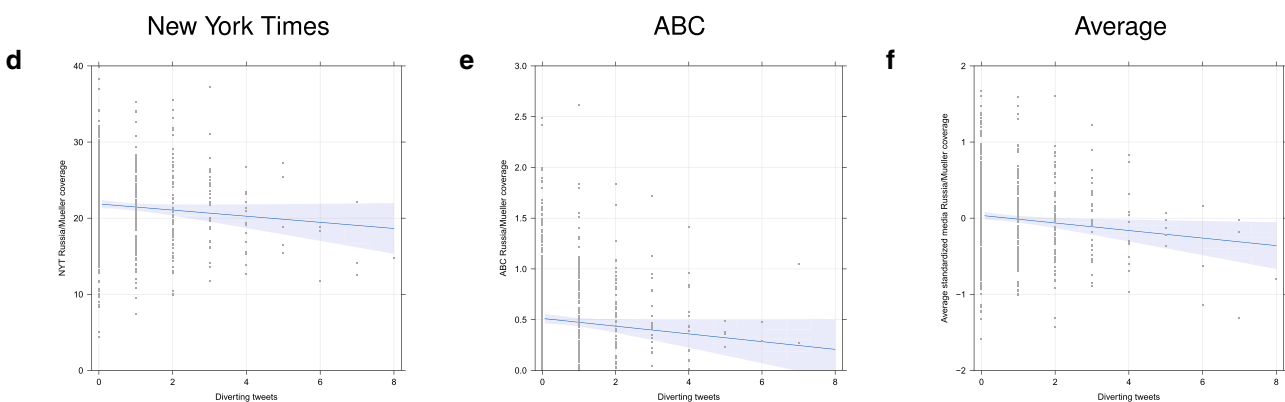 New York Times
ABC
Average
d
e
f
40
30
20
10
0
NYT Russia/Mueller coverage
0 2 4 6 8
Diverting tweets
3.0
2.5
2.0
1.5
1.0
0.5
0.0
ABC Russia/Mueller coverage
0 2 4 6 8
Diverting tweets
2
1
0
−1
−2
Average standardized media Russia/Mueller coverage
0 2 4 6 8
Diverting tweets